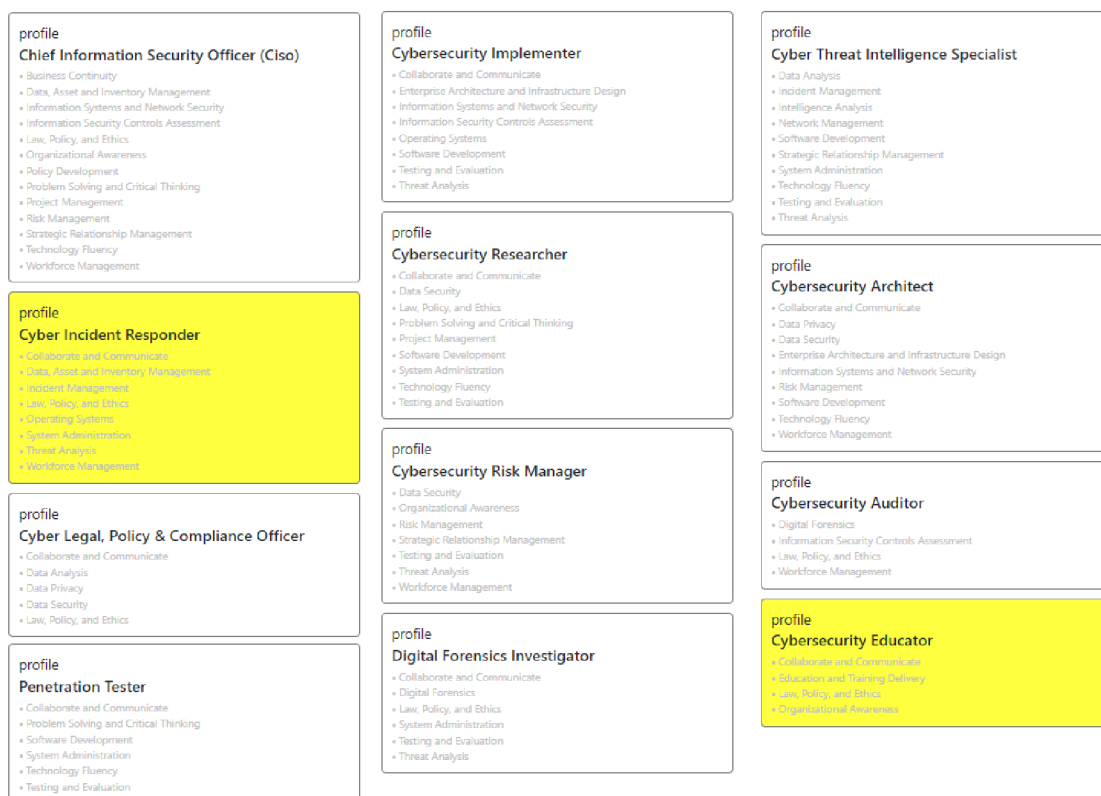 profile
Chief Information Security Officer (Ciso)
• Business Continuity
• Data, Asset and Inventory Management
• Information Systems and Network Security
• Information Security Controls Assessment
• Law, Policy, and Ethics
• Organizational Awareness
• Policy Development
• Problem Solving and Critical Thinking
• Project Management
• Risk Management
• Strategic Relationship Management
• Technology Fluency
• Workforce Management
profile
Cyber Incident Responder
• Collaborate and Communicate
• Data, Asset and Inventory Management
• Incident Management
• Law, Policy, and Ethics
• Operating Systems
• System Administration
• Threat Analysis
• Workforce Management
profile
Cyber Legal, Policy & Compliance Officer
• Collaborate and Communicate
• Data Analysis
• Data Privacy
• Data Security
• Law, Policy, and Ethics
profile
Penetration Tester
• Collaborate and Communicate
• Problem Solving and Critical Thinking
• Software Development
• System Administration
• Technology Fluency
• Testing and Evaluation
profile
Cybersecurity Implementer
• Collaborate and Communicate
• Enterprise Architecture and Infrastructure Design
• Information Systems and Network Security
• Information Security Controls Assessment
• Operating Systems
• Software Development
• Testing and Evaluation
• Threat Analysis
profile
Cybersecurity Researcher
• Collaborate and Communicate
• Data Security
• Law, Policy, and Ethics
• Problem Solving and Critical Thinking
• Project Management
• Software Development
• System Administration
• Technology Fluency
• Testing and Evaluation
profile
Cybersecurity Risk Manager
• Data Security
• Organizational Awareness
• Risk Management
• Strategic Relationship Management
• Testing and Evaluation
• Threat Analysis
• Workforce Management
profile
Digital Forensics Investigator
• Collaborate and Communicate
• Digital Forensics
• Law, Policy, and Ethics
• System Administration
• Testing and Evaluation
• Threat Analysis
profile
Cyber Threat Intelligence Specialist
• Data Analysis
• Incident Management
• Intelligence Analysis
• Network Management
• Software Development
• Strategic Relationship Management
• System Administration
• Technology Fluency
• Testing and Evaluation
• Threat Analysis
profile
Cybersecurity Architect
• Collaborate and Communicate
• Data Privacy
• Data Security
• Enterprise Architecture and Infrastructure Design
• Information Systems and Network Security
• Risk Management
• Software Development
• Technology Fluency
• Workforce Management
profile
Cybersecurity Auditor
• Digital Forensics
• Information Security Controls Assessment
• Law, Policy, and Ethics
• Workforce Management
profile
Cybersecurity Educator
• Collaborate and Communicate
• Education and Training Delivery
• Law, Policy, and Ethics
• Organizational Awareness